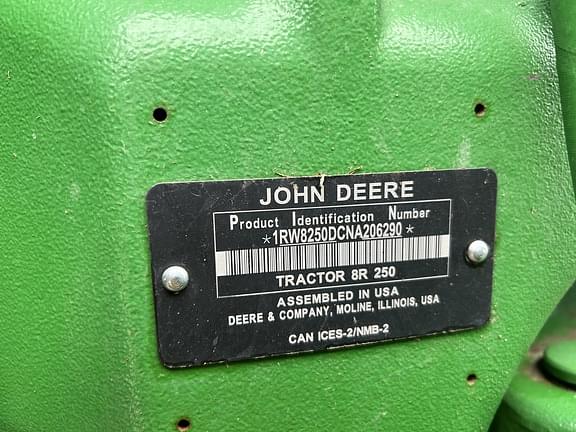 JOHN DEERE
Product Identification Number
*1RW8250DCNA206290*
TRACTOR 8R 250
ASSEMBLED IN USA
DEERE & COMPANY, MOLINE, ILLINOIS, USA
CAN ICES-2/NMB-2